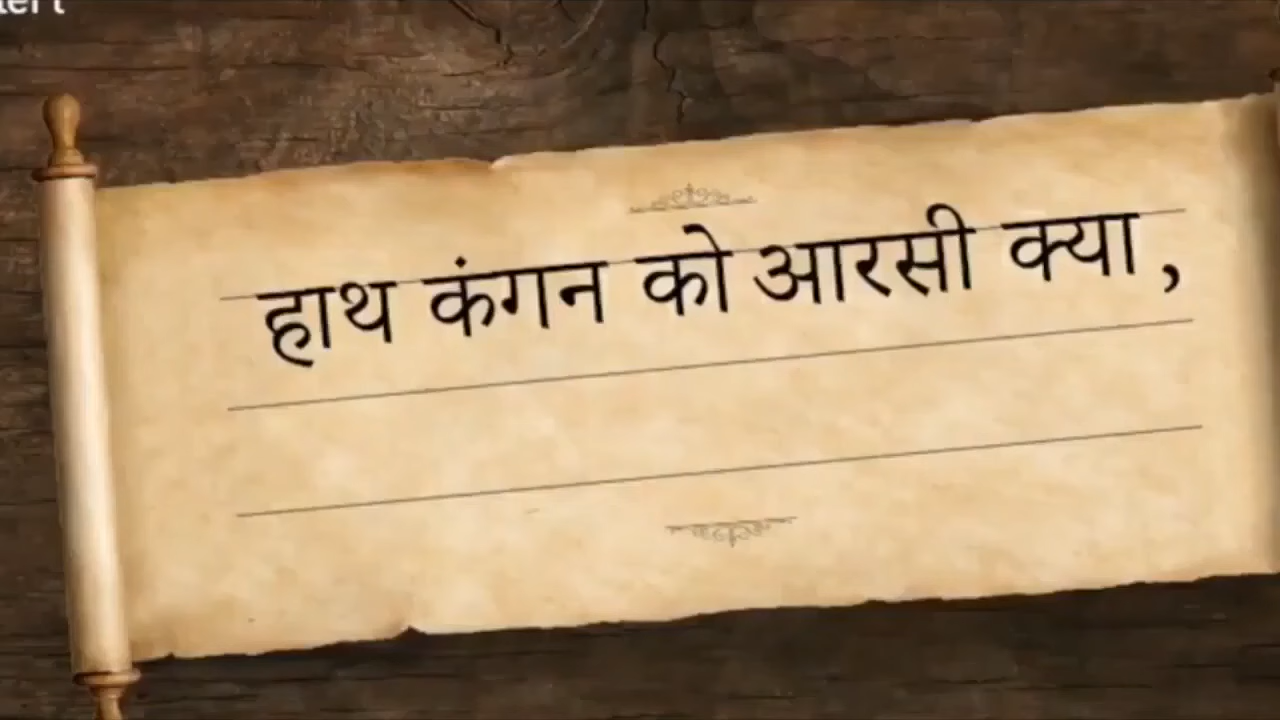 हाथ कंगन को आरसी क्या ,